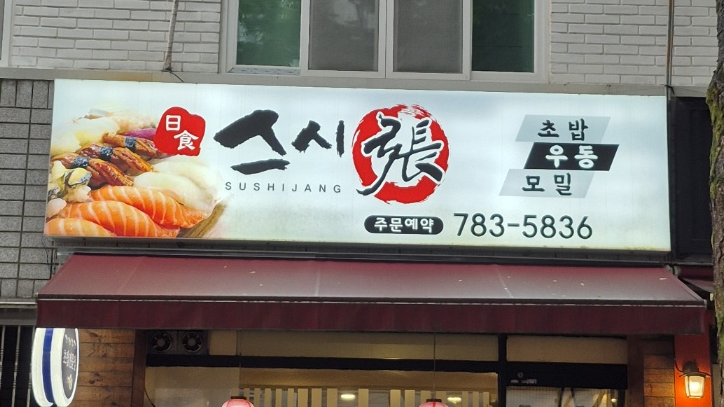 日食
스시 張
SUSHIJANG
초밥
우동
모밀
주문예약 783-5836